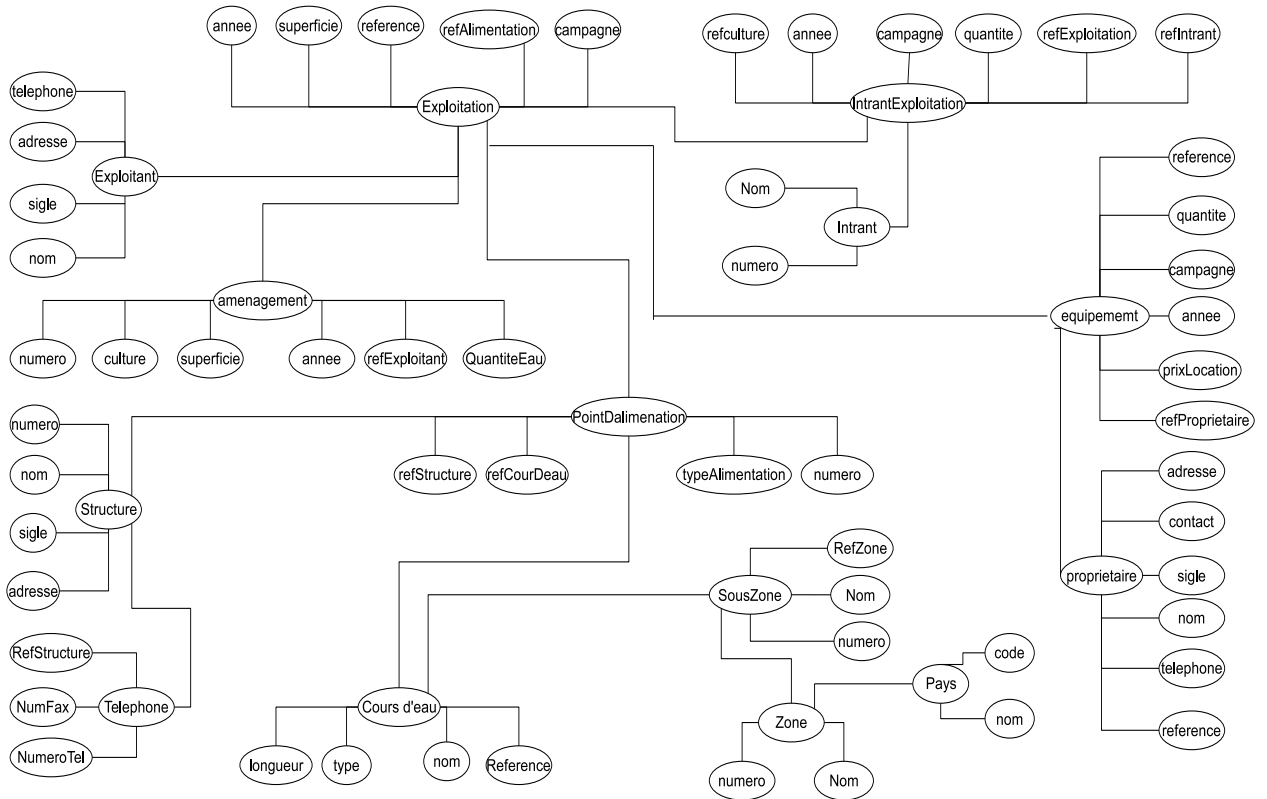 annee
superficie
reference
refAlimentation
campagne
refculture
annee
campagne
quantite
refExploitation
refIntrant
telephone
adresse
Exploitant
sigle
nom
Exploitation
IntrantExploitation
Nom
Intrant
numero
reference
quantite
campagne
equipememt
annee
prixLocation
refProprietaire
amenagement
numero
culture
superficie
annee
refExploitant
QuantiteEau
PointDalimenation
refStructure
refCourDeau
typeAlimentation
numero
numero
nom
Structure
sigle
adresse
RefStructure
NumFax
Telephone
NumeroTel
RefZone
SousZone
Nom
numero
adresse
contact
proprietaire
sigle
nom
telephone
reference
code
Pays
nom
Zone
numero
Nom
Cours d'eau
longueur
type
nom
Reference